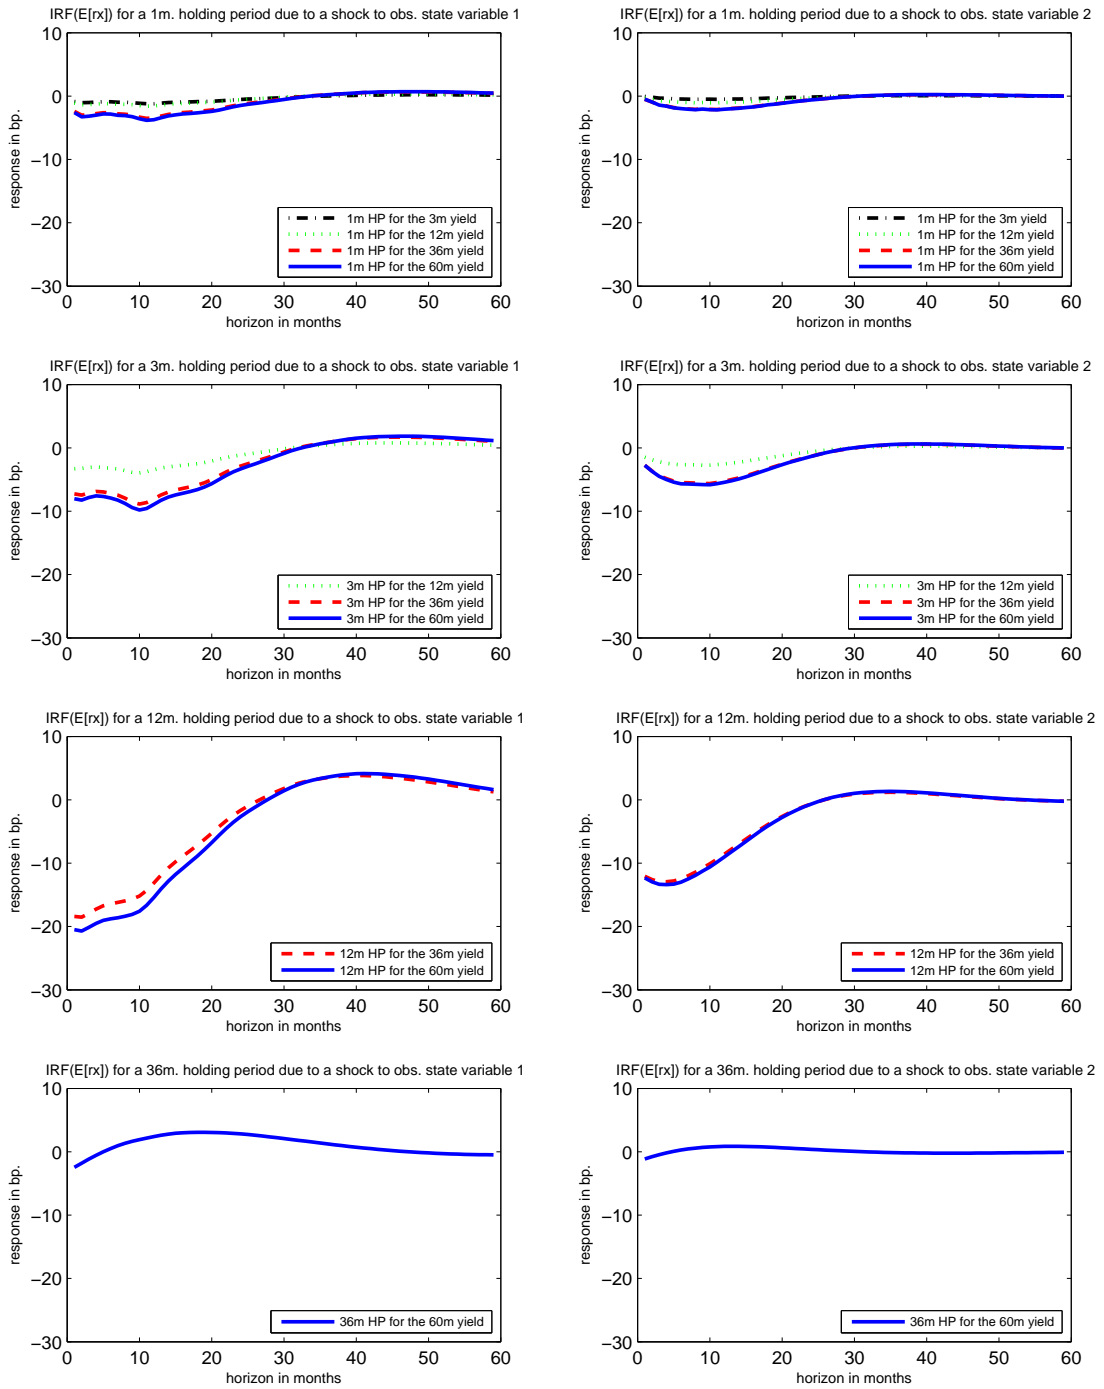 IRF(E[rx]) for a 1m. holding period due to a shock to obs. state variable 1
10
0
−10
−20
−30
response in bp.
1m HP for the 3m yield
1m HP for the 12m yield
1m HP for the 36m yield
1m HP for the 60m yield
0 10 20 30 40 50 60
horizon in months
IRF(E[rx]) for a 1m. holding period due to a shock to obs. state variable 2
10
0
−10
−20
−30
response in bp.
1m HP for the 3m yield
1m HP for the 12m yield
1m HP for the 36m yield
1m HP for the 60m yield
0 10 20 30 40 50 60
horizon in months
IRF(E[rx]) for a 3m. holding period due to a shock to obs. state variable 1
10
0
−10
−20
−30
response in bp.
3m HP for the 12m yield
3m HP for the 36m yield
3m HP for the 60m yield
0 10 20 30 40 50 60
horizon in months
IRF(E[rx]) for a 3m. holding period due to a shock to obs. state variable 2
10
0
−10
−20
−30
response in bp.
3m HP for the 12m yield
3m HP for the 36m yield
3m HP for the 60m yield
0 10 20 30 40 50 60
horizon in months
IRF(E[rx]) for a 12m. holding period due to a shock to obs. state variable 1
10
0
−10
−20
−30
response in bp.
12m HP for the 36m yield
12m HP for the 60m yield
0 10 20 30 40 50 60
horizon in months
IRF(E[rx]) for a 12m. holding period due to a shock to obs. state variable 2
10
0
−10
−20
−30
response in bp.
12m HP for the 36m yield
12m HP for the 60m yield
0 10 20 30 40 50 60
horizon in months
IRF(E[rx]) for a 36m. holding period due to a shock to obs. state variable 1
10
0
−10
−20
−30
response in bp.
36m HP for the 60m yield
0 10 20 30 40 50 60
horizon in months
IRF(E[rx]) for a 36m. holding period due to a shock to obs. state variable 2
10
0
−10
−20
−30
response in bp.
36m HP for the 60m yield
0 10 20 30 40 50 60
horizon in months